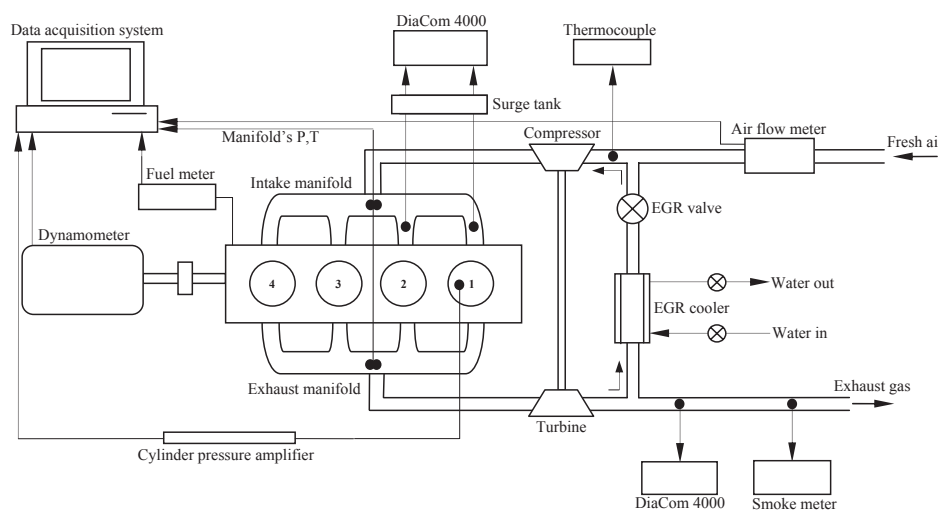 DiaCom 4000
Data acquisition system
Thermocouple
Surge tank
Manifold's P,T
Compressor
Air flow meter
Fresh ai
Fuel meter
Intake manifold
EGR valve
Dynamometer
4
3
2
1
Water out
EGR cooler
Water in
Exhaust manifold
Exhaust gas
Turbine
Cylinder pressure amplifier
DiaCom 4000
Smoke meter